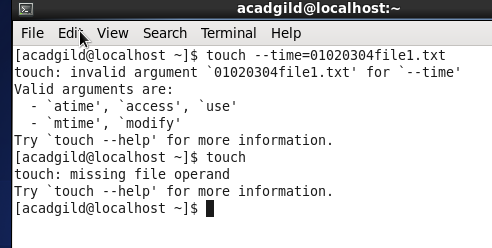 acadgild@localhost:~
File Edit View Search Terminal Help
[acadgild@localhost ~]$ touch --time=01020304file1.txt
touch: invalid argument `01020304file1.txt' for `--time'
Valid arguments are:
  - `atime', `access', `use'
  - `mtime', `modify'
Try `touch --help' for more information.
[acadgild@localhost ~]$ touch
touch: missing file operand
Try `touch --help' for more information.
[acadgild@localhost ~]$